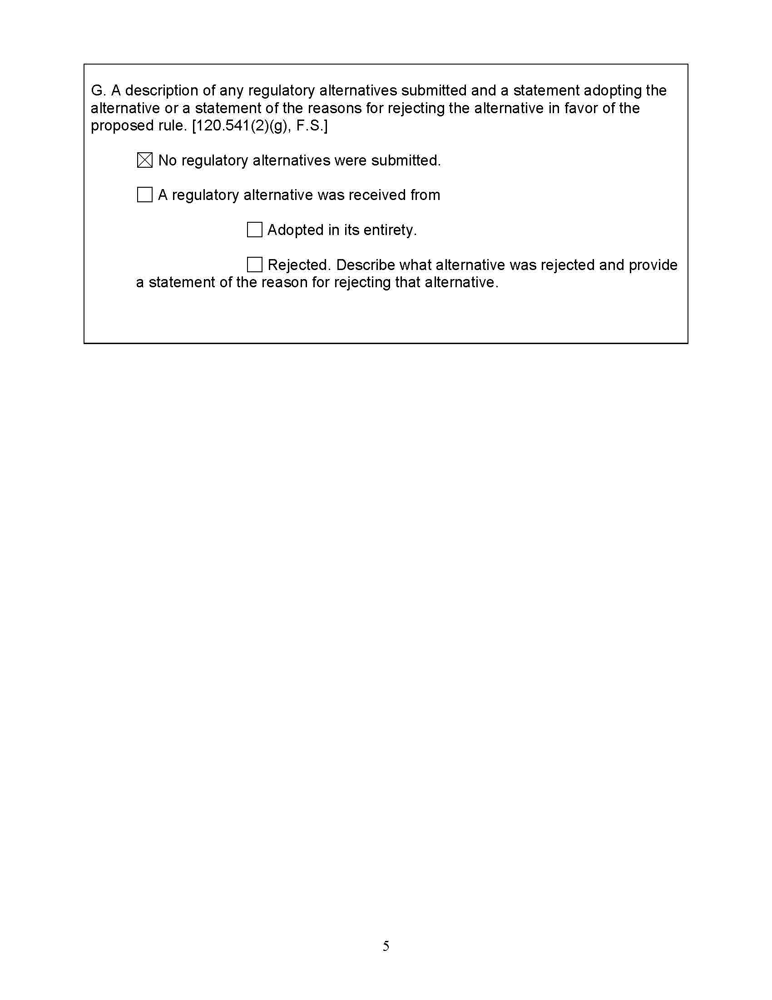 G. A description of any regulatory alternatives submitted and a statement adopting the
alternative or a statement of the reasons for rejecting the alternative in favor of the
proposed rule. [120.541(2)(g), F.S.]
☒ No regulatory alternatives were submitted.
☐ A regulatory alternative was received from
☐ Adopted in its entirety.
☐ Rejected. Describe what alternative was rejected and provide
a statement of the reason for rejecting that alternative.
5